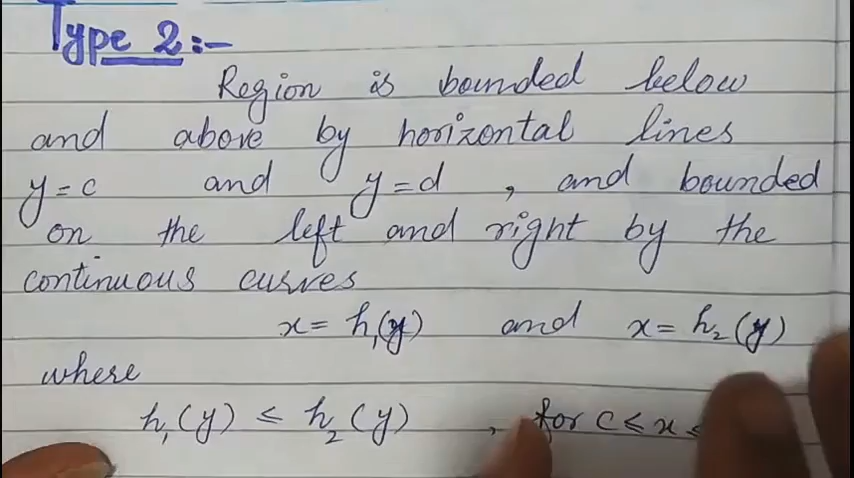 Type 2:-
Region is bounded below
and above by horizontal lines
y=c and y=d , and bounded
on the left and right by the
continuous curves
x= h₁(y) and x= h₂(y)
where
h₁(y) ≤ h₂(y) , for c≤x≤